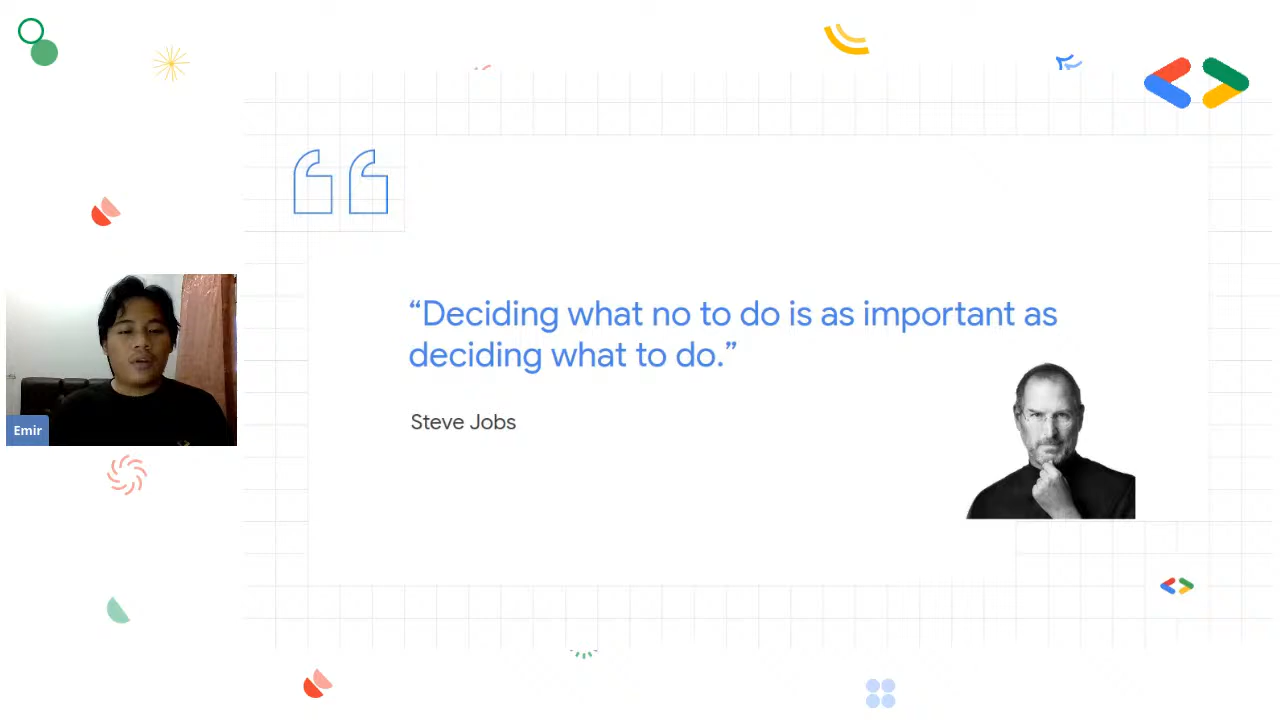 “Deciding what no to do is as important as
deciding what to do.”
Steve Jobs
Emir